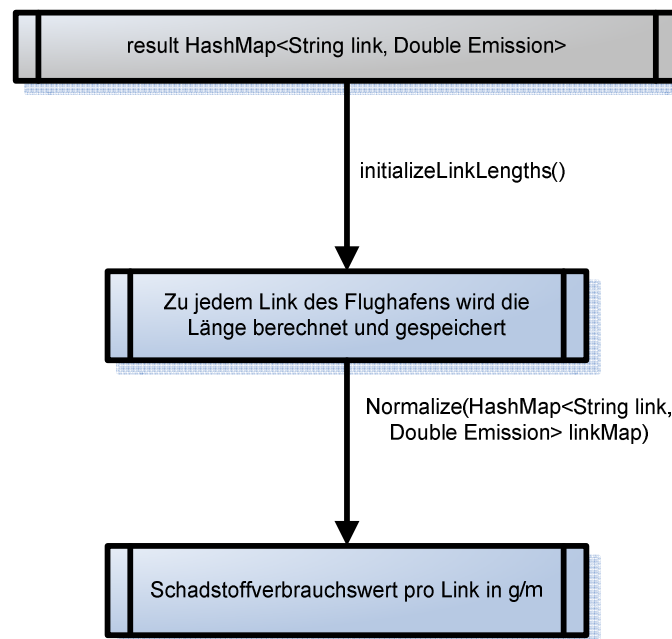 result HashMap<String link, Double Emission>
initializeLinkLengths()
Zu jedem Link des Flughafens wird die
Länge berechnet und gespeichert
Normalize(HashMap<String link,
Double Emission> linkMap)
Schadstoffverbrauchswert pro Link in g/m